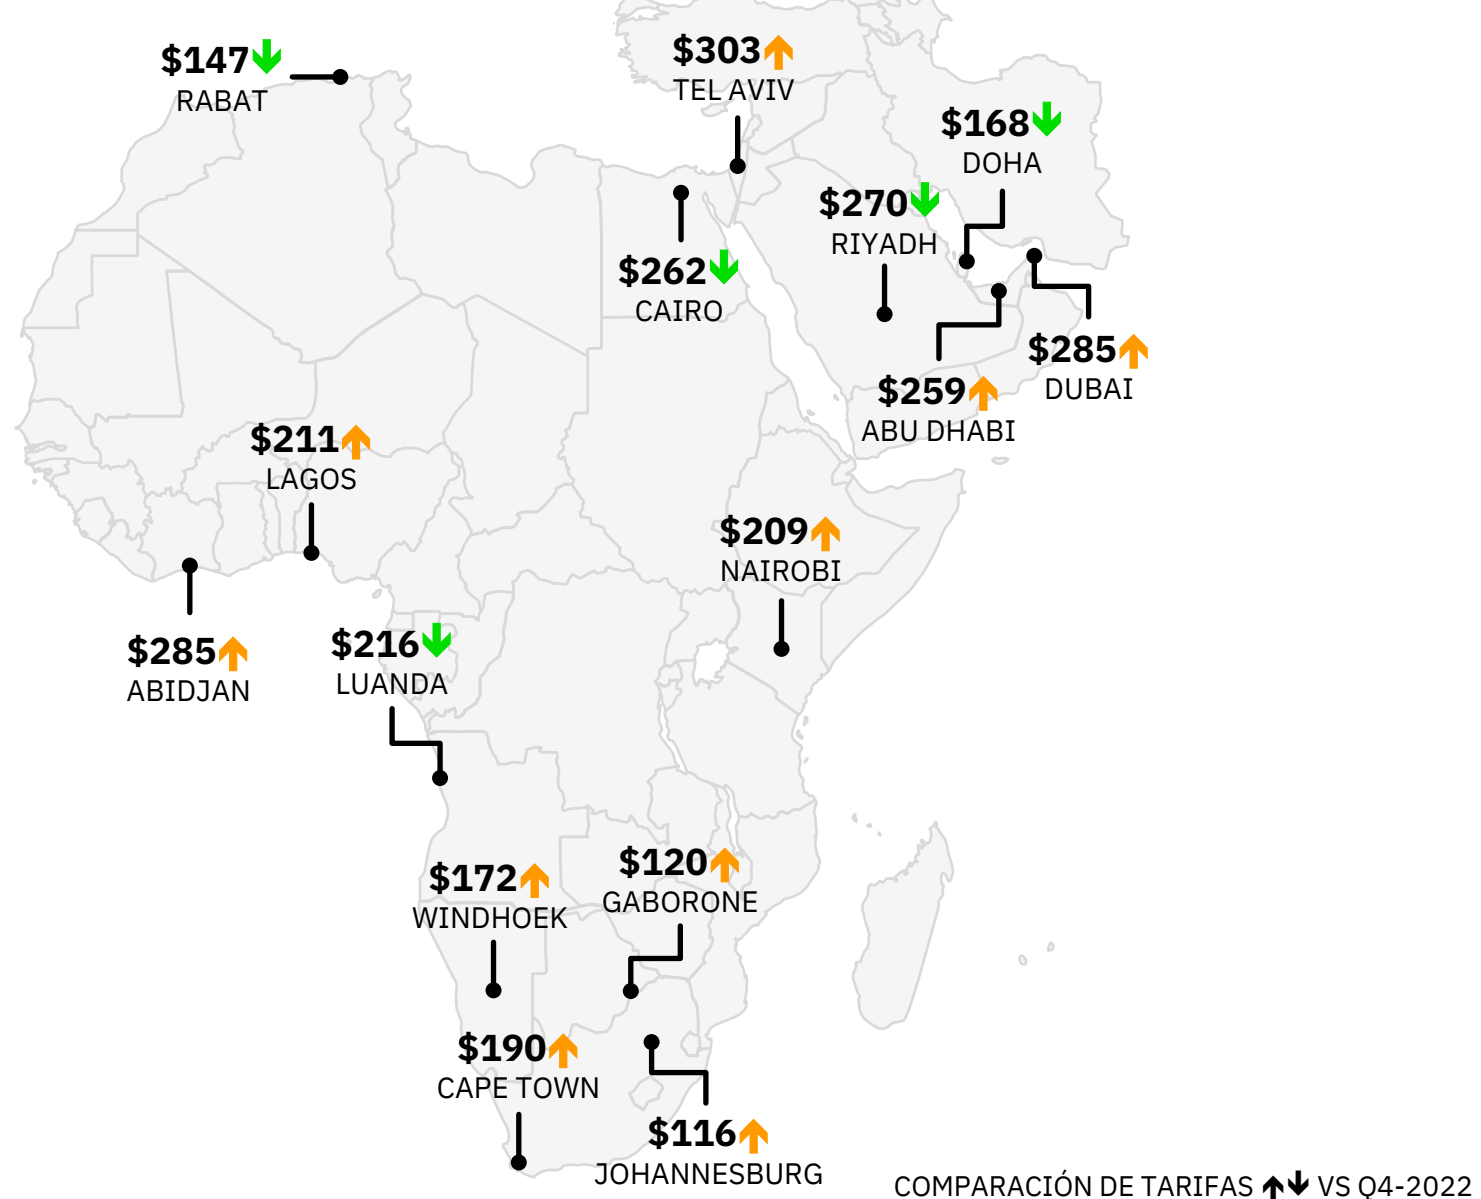 $303
TEL AVIV
$147
RABAT
$168
DOHA
$270
RIYADH
$262
CAIRO
$285
DUBAI
$259
ABU DHABI
$211
LAGOS
$209
NAIROBI
$285
ABIDJAN
$216
LUANDA
$172
WINDHOEK
$120
GABORONE
$190
CAPE TOWN
$116
JOHANNESBURG
COMPARACIÓN DE TARIFAS ↑↓ VS Q4-2022